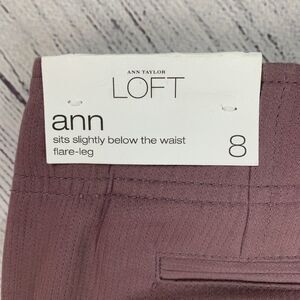 ANN TAYLOR
LOFT
ann
sits slightly below the waist
flare-leg
8